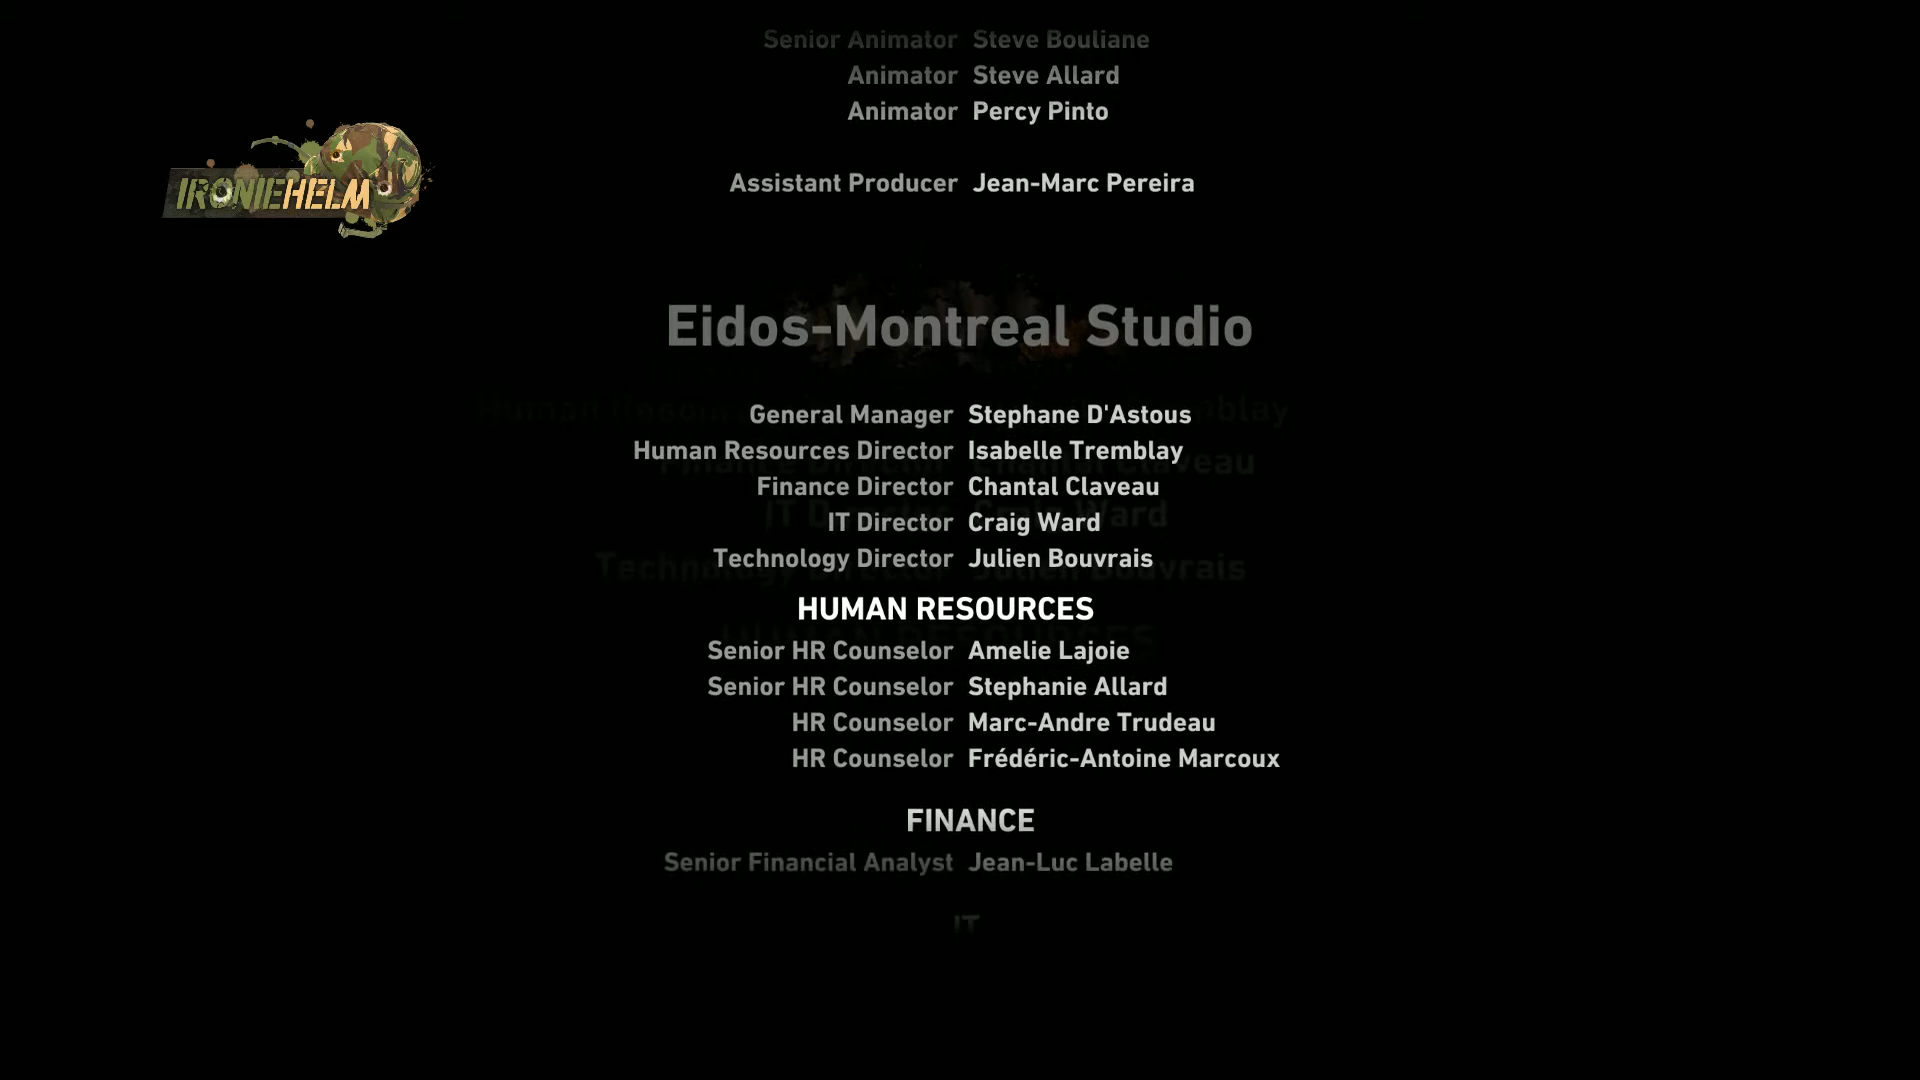 Senior Animator Steve Bouliane
Animator Steve Allard
Animator Percy Pinto
IRONIEHELM
Assistant Producer Jean-Marc Pereira
Eidos-Montreal Studio
General Manager Stephane D'Astous
Human Resources Director Isabelle Tremblay
Finance Director Chantal Claveau
IT Director Craig Ward
Technology Director Julien Bouvrais
HUMAN RESOURCES
Senior HR Counselor Amelie Lajoie
Senior HR Counselor Stephanie Allard
HR Counselor Marc-Andre Trudeau
HR Counselor Frédéric-Antoine Marcoux
FINANCE
Senior Financial Analyst Jean-Luc Labelle
IT